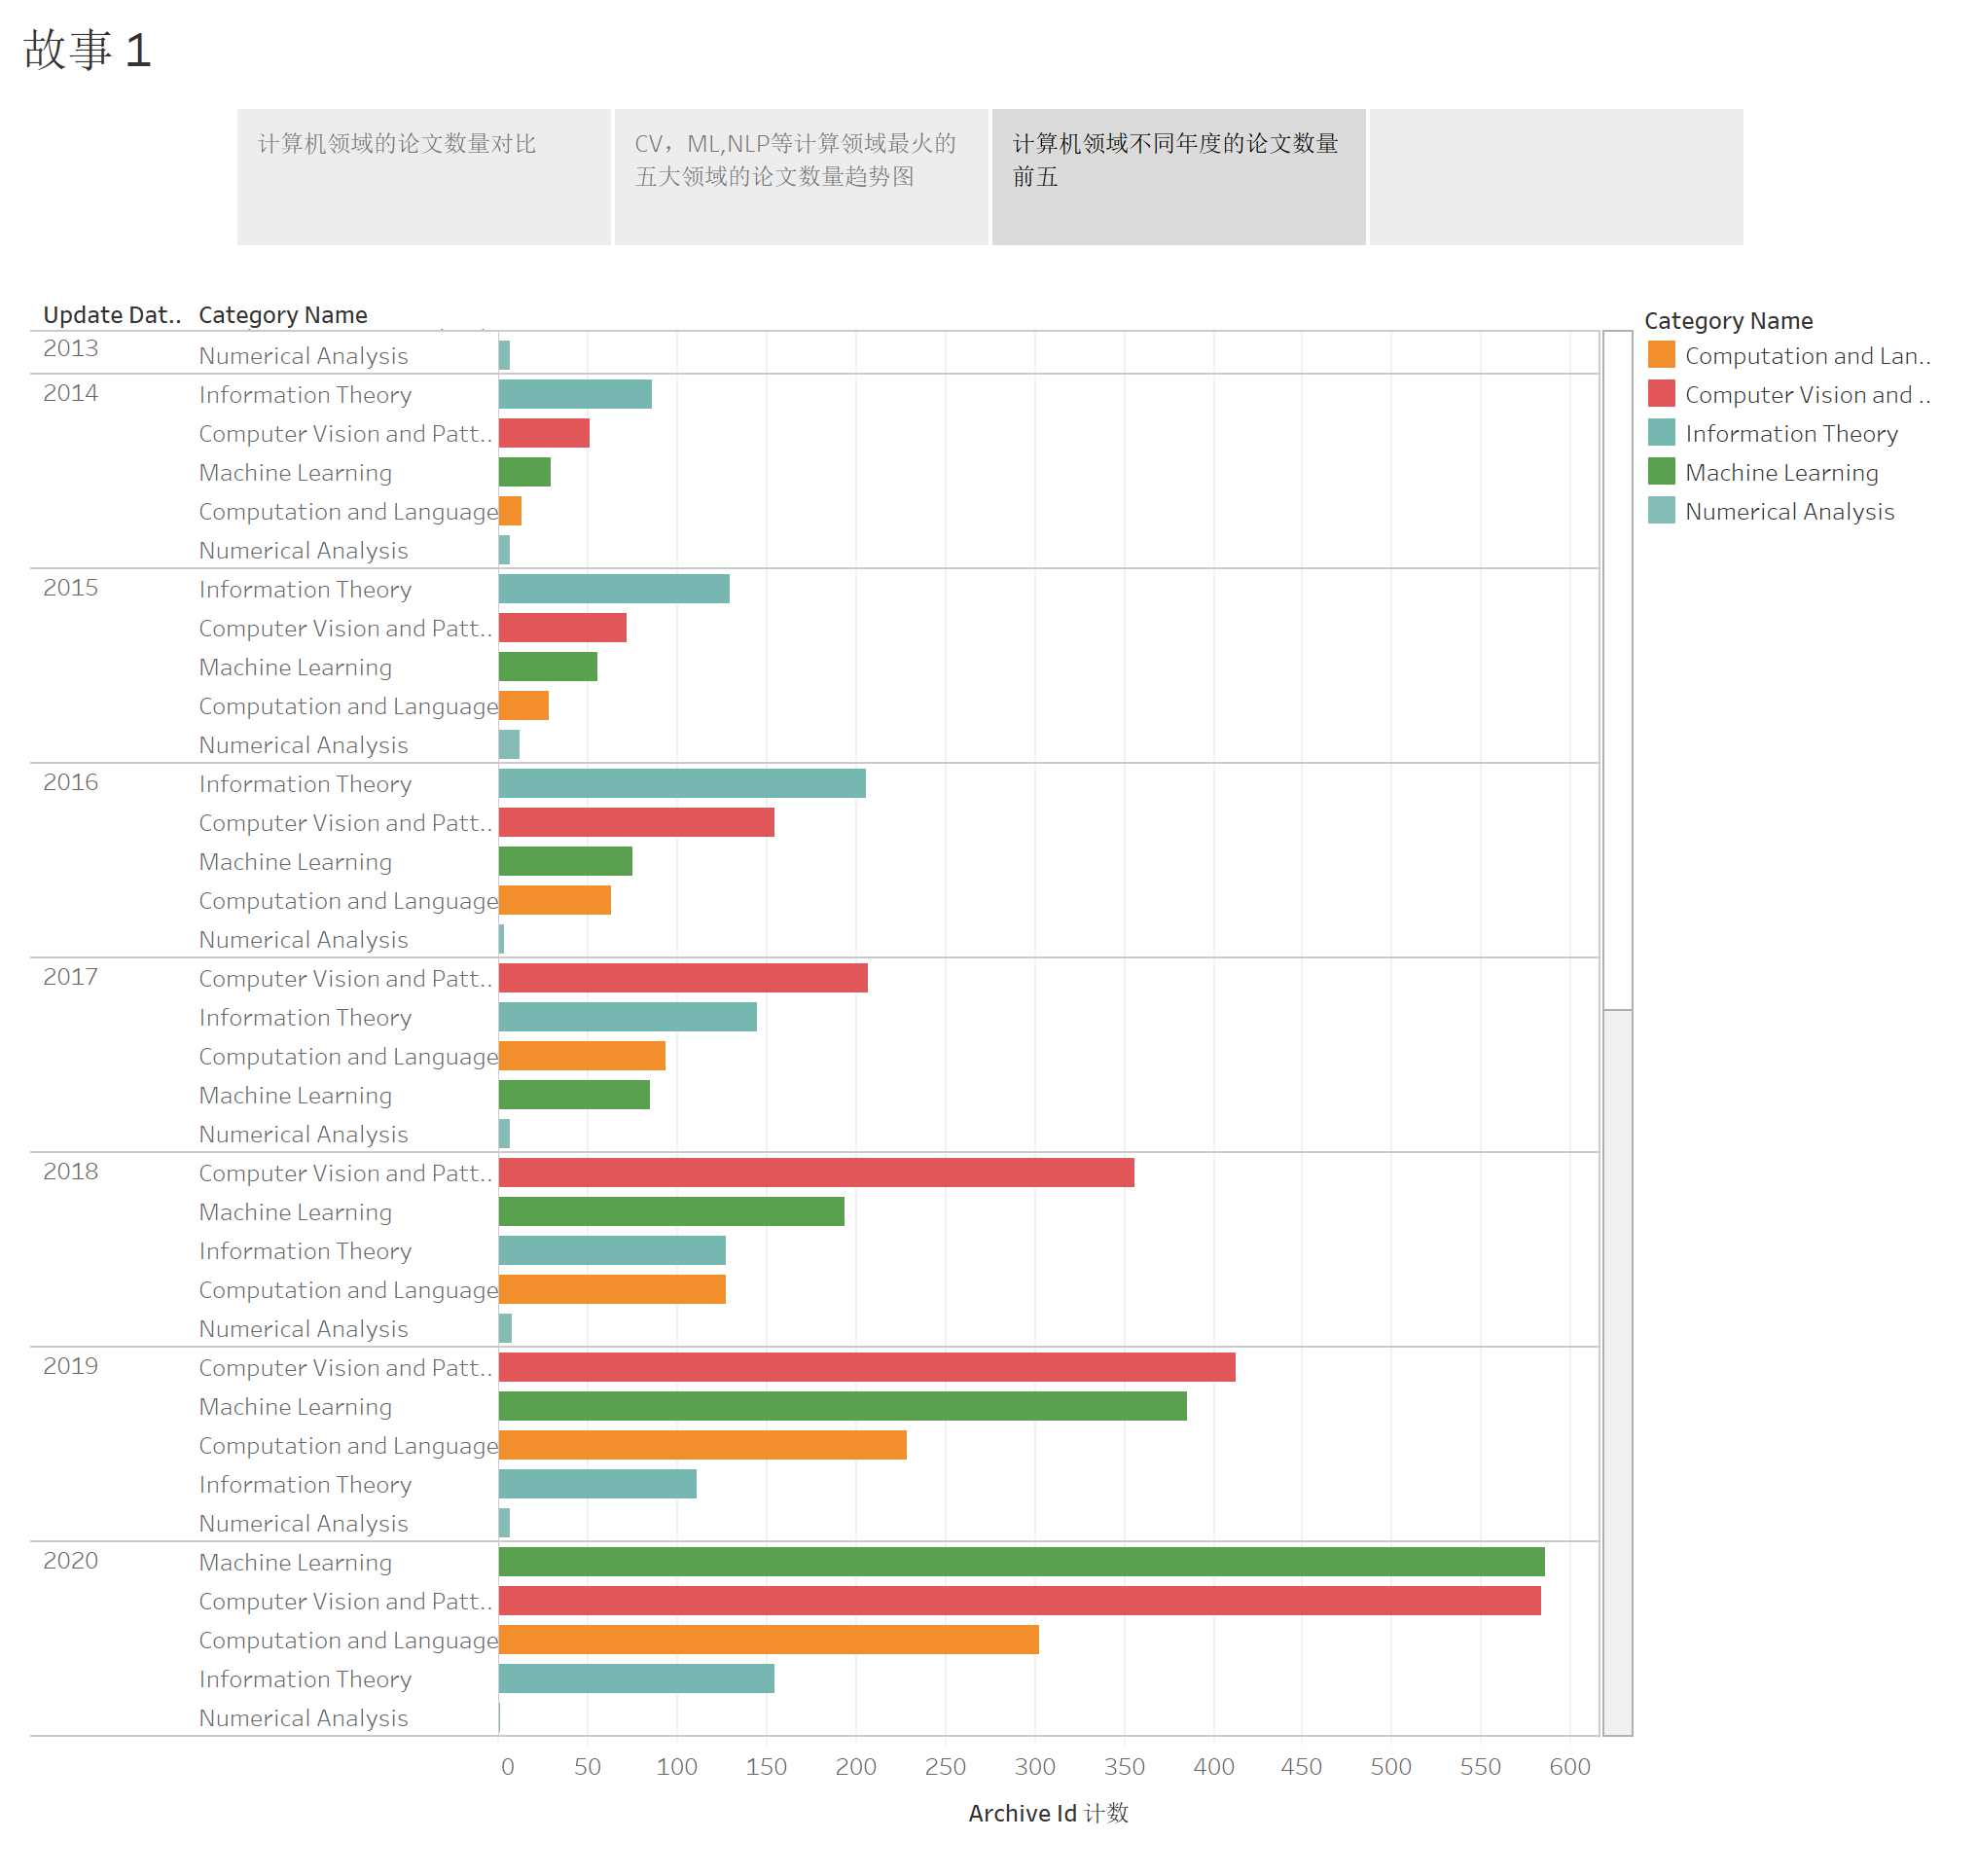 故事 1
计算机领域的论文数量对比
CV，ML,NLP等计算领域最火的
五大领域的论文数量趋势图
计算机领域不同年度的论文数量
前五
Update Dat.. Category Name
Category Name
2013 Numerical Analysis
Computation and Lan..
2014 Information Theory
Computer Vision and ..
Computer Vision and Patt..
Information Theory
Machine Learning
Machine Learning
Computation and Language
Numerical Analysis
Numerical Analysis
2015 Information Theory
Computer Vision and Patt..
Machine Learning
Computation and Language
Numerical Analysis
2016 Information Theory
Computer Vision and Patt..
Machine Learning
Computation and Language
Numerical Analysis
2017 Computer Vision and Patt..
Information Theory
Computation and Language
Machine Learning
Numerical Analysis
2018 Computer Vision and Patt..
Machine Learning
Information Theory
Computation and Language
Numerical Analysis
2019 Computer Vision and Patt..
Machine Learning
Computation and Language
Information Theory
Numerical Analysis
2020 Machine Learning
Computer Vision and Patt..
Computation and Language
Information Theory
Numerical Analysis
0 50 100 150 200 250 300 350 400 450 500 550 600
Archive Id 计数